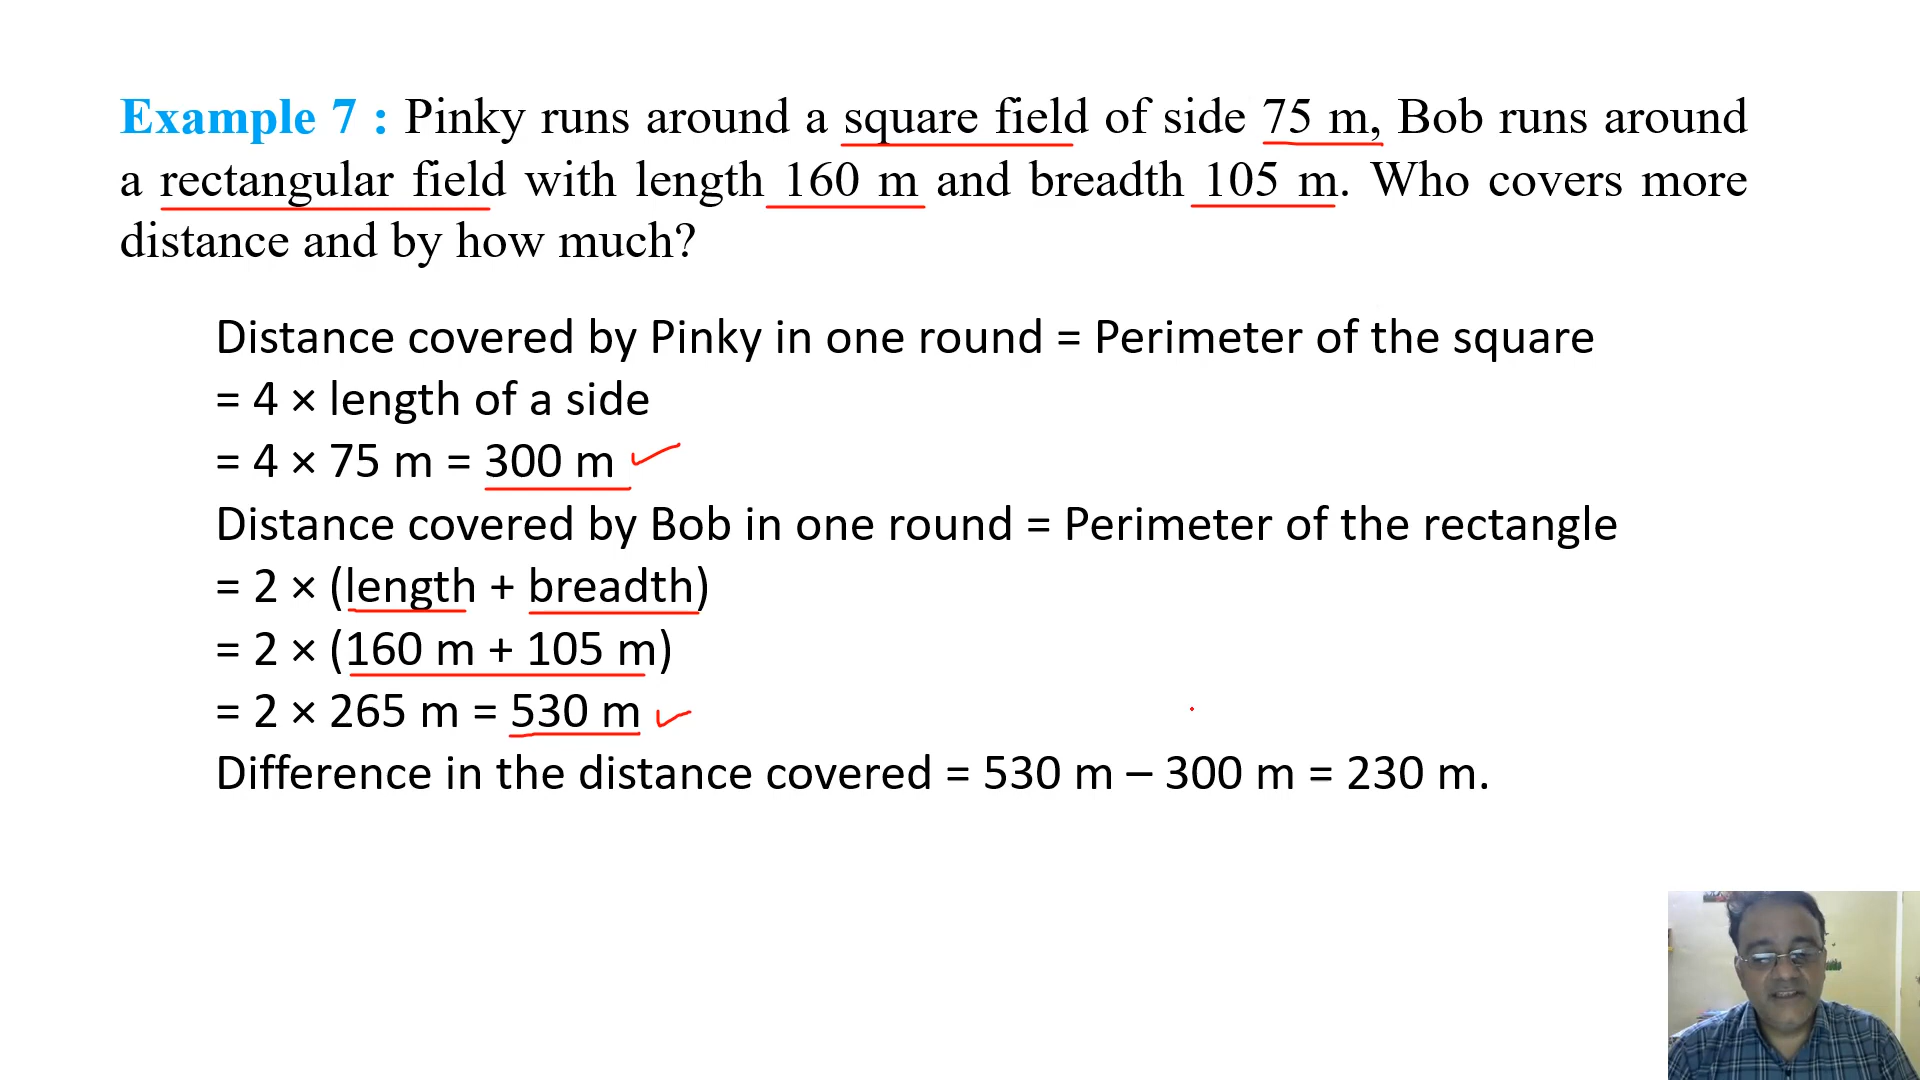 Example 7 : Pinky runs around a square field of side 75 m, Bob runs around
a rectangular field with length 160 m and breadth 105 m. Who covers more
distance and by how much?
Distance covered by Pinky in one round = Perimeter of the square
= 4 × length of a side
= 4 × 75 m = 300 m
Distance covered by Bob in one round = Perimeter of the rectangle
= 2 × (length + breadth)
= 2 × (160 m + 105 m)
= 2 × 265 m = 530 m
Difference in the distance covered = 530 m – 300 m = 230 m.